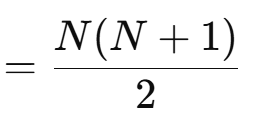 = N(N + 1) / 2